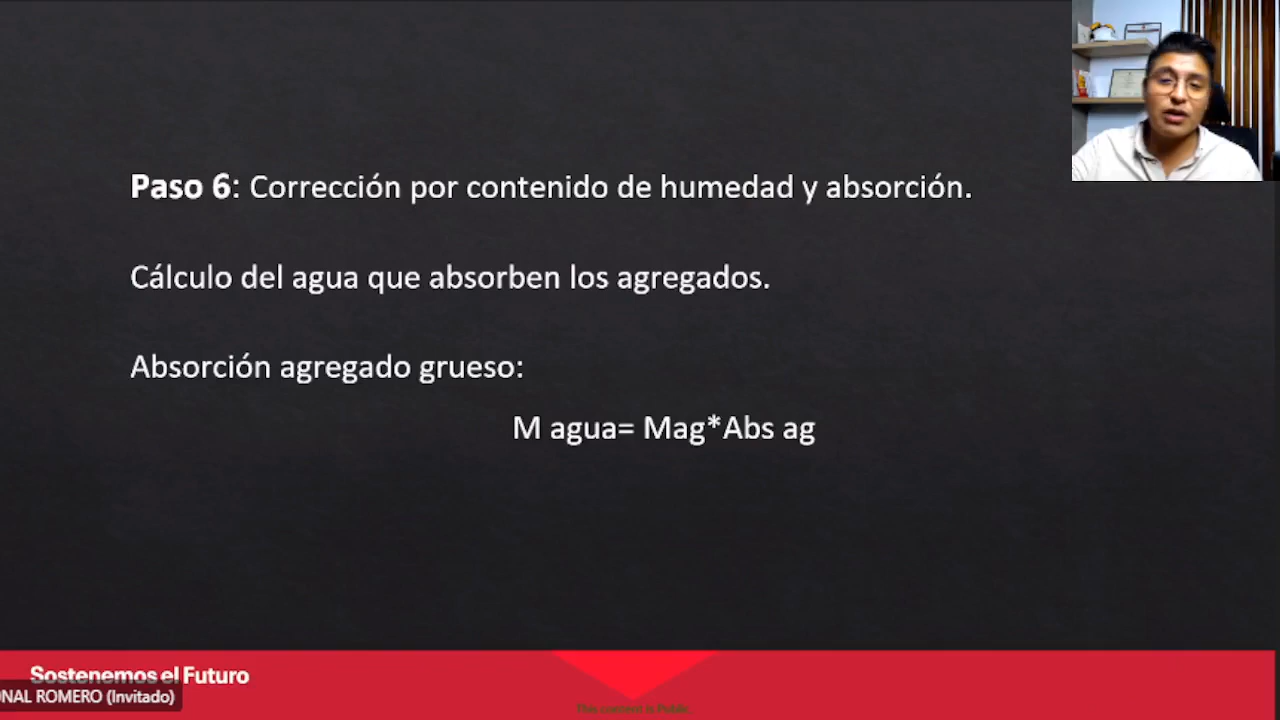 Paso 6: Corrección por contenido de humedad y absorción.
Cálculo del agua que absorben los agregados.
Absorción agregado grueso:
M agua= Mag*Abs ag
Sostenemos el Futuro
ONAL ROMERO (Invitado)
This content is Public.